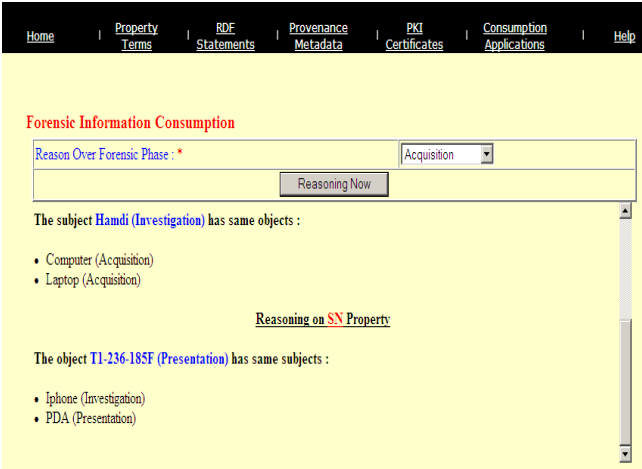 Home | Property Terms | RDF Statements | Provenance Metadata | PKI Certificates | Consumption Applications | Help
Forensic Information Consumption
Reason Over Forensic Phase : * Acquisition
Reasoning Now
The subject Hamdi (Investigation) has same objects :
• Computer (Acquisition)
• Laptop (Acquisition)
Reasoning on SN Property
The object T1-236-185F (Presentation) has same subjects :
• Iphone (Investigation)
• PDA (Presentation)